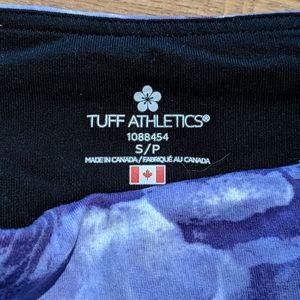 TUFF ATHLETICS®
1088454
S/P
MADE IN CANADA / FABRIQUÉ AU CANADA